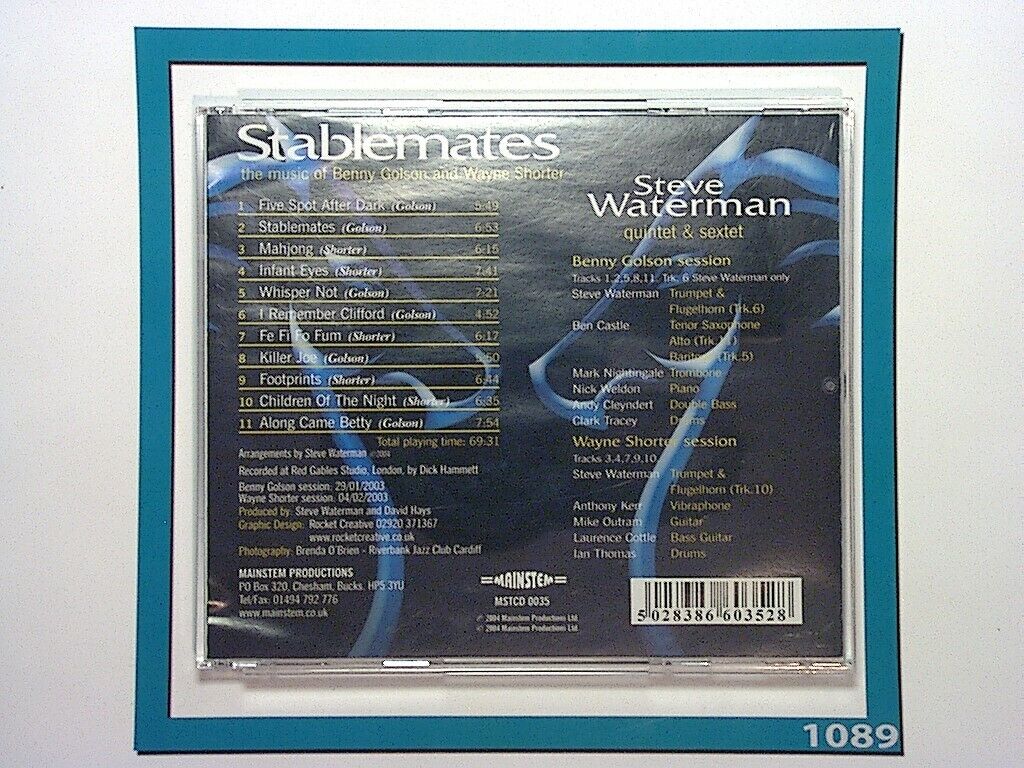 Stablemates
the music of Benny Golson and Wayne Shorter
1 Five Spot After Dark (Golson) 5:49
2 Stablemates (Golson) 6:53
3 Mahjong (Shorter) 6:15
4 Infant Eyes (Shorter) 7:41
5 Whisper Not (Golson) 7:21
6 I Remember Clifford (Golson) 4:52
7 Fe Fi Fo Fum (Shorter) 6:17
8 Killer Joe (Golson) 5:50
9 Footprints (Shorter) 6:44
10 Children Of The Night (Shorter) 6:35
11 Along Came Betty (Golson) 7:54
Total playing time: 69:31
Arrangements by Steve Waterman ©2004
Recorded at Red Gables Studio, London, by Dick Hammett
Benny Golson session: 29/01/2003
Wayne Shorter session: 04/02/2003
Produced by: Steve Waterman and David Hays
Graphic Design: Rocket Creative 02920 371367
www.rocketcreative.co.uk
Photography: Brenda O'Brien - Riverbank Jazz Club Cardiff
MAINSTEM PRODUCTIONS
PO Box 320, Chesham, Bucks. HP5 3YU
Tel/Fax: 01494 792 776
www.mainstem.co.uk
MAINSTEM
MSTCD 0035
℗ 2004 Mainstem Productions Ltd.
© 2004 Mainstem Productions Ltd.
Steve
Waterman
quintet & sextet
Benny Golson session
Tracks 1,2,5,8,11. Trk. 6 Steve Waterman only
Steve Waterman Trumpet &
Flugelhorn (Trk.6)
Ben Castle Tenor Saxophone
Alto (Trk.11)
Baritone (Trk.5)
Mark Nightingale Trombone
Nick Weldon Piano
Andy Cleyndert Double Bass
Clark Tracey Drums
Wayne Shorter session
Tracks 3,4,7,9,10
Steve Waterman Trumpet &
Flugelhorn (Trk.10)
Anthony Kerr Vibraphone
Mike Outram Guitar
Laurence Cottle Bass Guitar
Ian Thomas Drums
5 028386 603528
1089